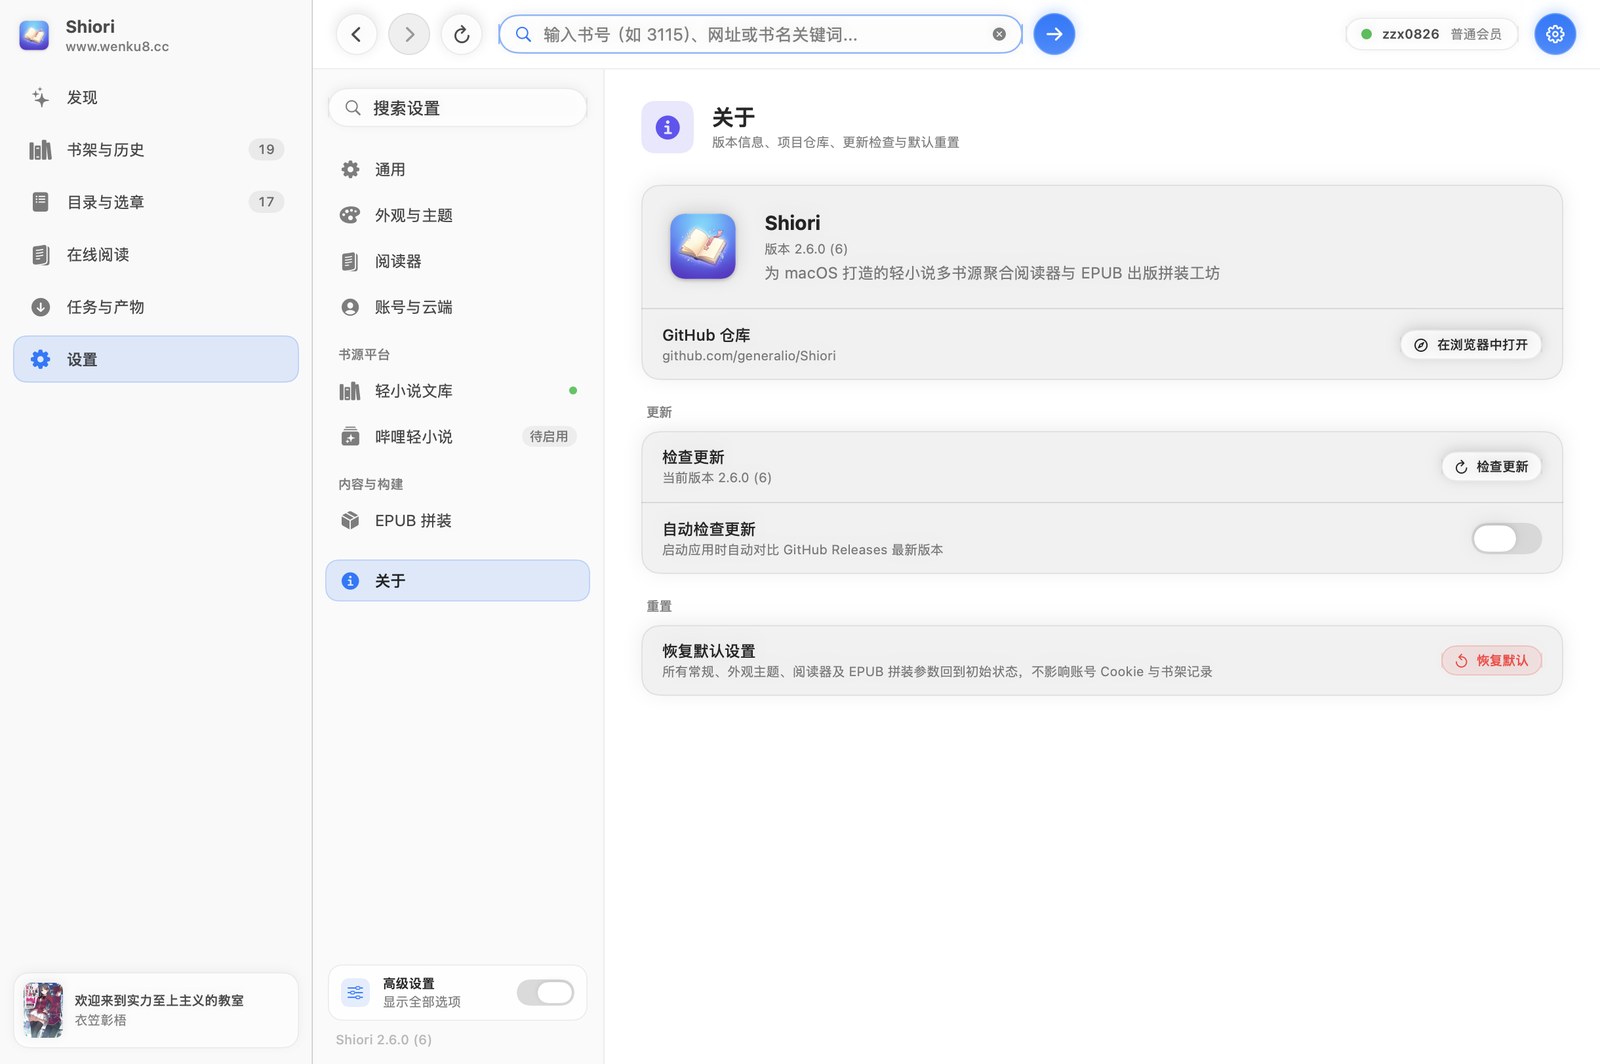 Shiori
www.wenku8.cc
发现
书架与历史
19
目录与选章
17
在线阅读
任务与产物
设置
欢迎来到实力至上主义的教室
衣笠彰梧
输入书号（如 3115）、网址或书名关键词...
zzx0826 普通会员
搜索设置
通用
外观与主题
阅读器
账号与云端
书源平台
轻小说文库
哔哩轻小说
待启用
内容与构建
EPUB 拼装
关于
高级设置
显示全部选项
Shiori 2.6.0 (6)
关于
版本信息、项目仓库、更新检查与默认重置
Shiori
版本 2.6.0 (6)
为 macOS 打造的轻小说多书源聚合阅读器与 EPUB 出版拼装工坊
GitHub 仓库
github.com/generalio/Shiori
在浏览器中打开
更新
检查更新
当前版本 2.6.0 (6)
检查更新
自动检查更新
启动应用时自动对比 GitHub Releases 最新版本
重置
恢复默认设置
所有常规、外观主题、阅读器及 EPUB 拼装参数回到初始状态，不影响账号 Cookie 与书架记录
恢复默认